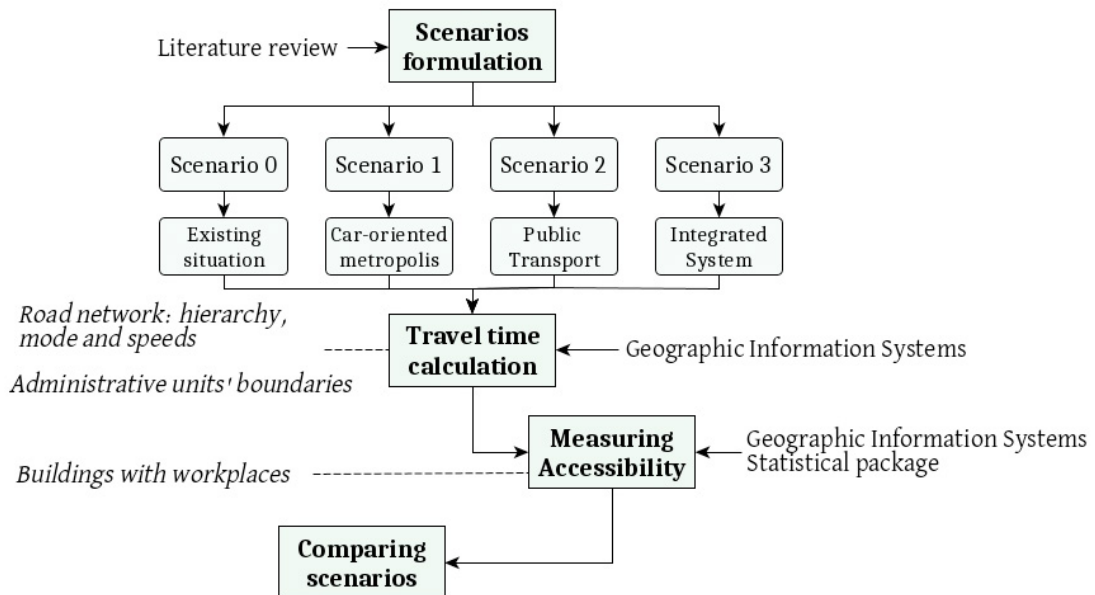 Literature review
Scenarios
formulation
Scenario 0
Scenario 1
Scenario 2
Scenario 3
Existing
situation
Car-oriented
metropolis
Public
Transport
Integrated
System
Road network: hierarchy,
mode and speeds
Administrative units' boundaries
Travel time
calculation
Geographic Information Systems
Buildings with workplaces
Measuring
Accessibility
Geographic Information Systems
Statistical package
Comparing
scenarios